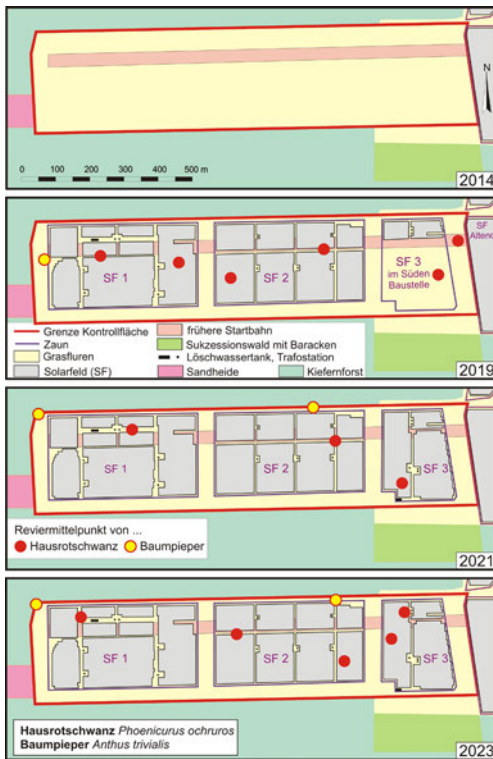 N
0 100 200 300 400 500 m
2014
SF 1
SF 2
SF 3
im Süden
Baustelle
SF
Altend
Grenze Kontrollfläche
Zaun
Grasfluren
Solarfeld (SF)
frühere Startbahn
Sukzessionswald mit Baracken
Löschwassertank, Trafostation
Sandheide
Kiefernforst
2019
SF 1
SF 2
SF 3
Reviermittelpunkt von ...
Hausrotschwanz Baumpieper
2021
SF 1
SF 2
SF 3
Hausrotschwanz Phoenicurus ochruros
Baumpieper Anthus trivialis
2023